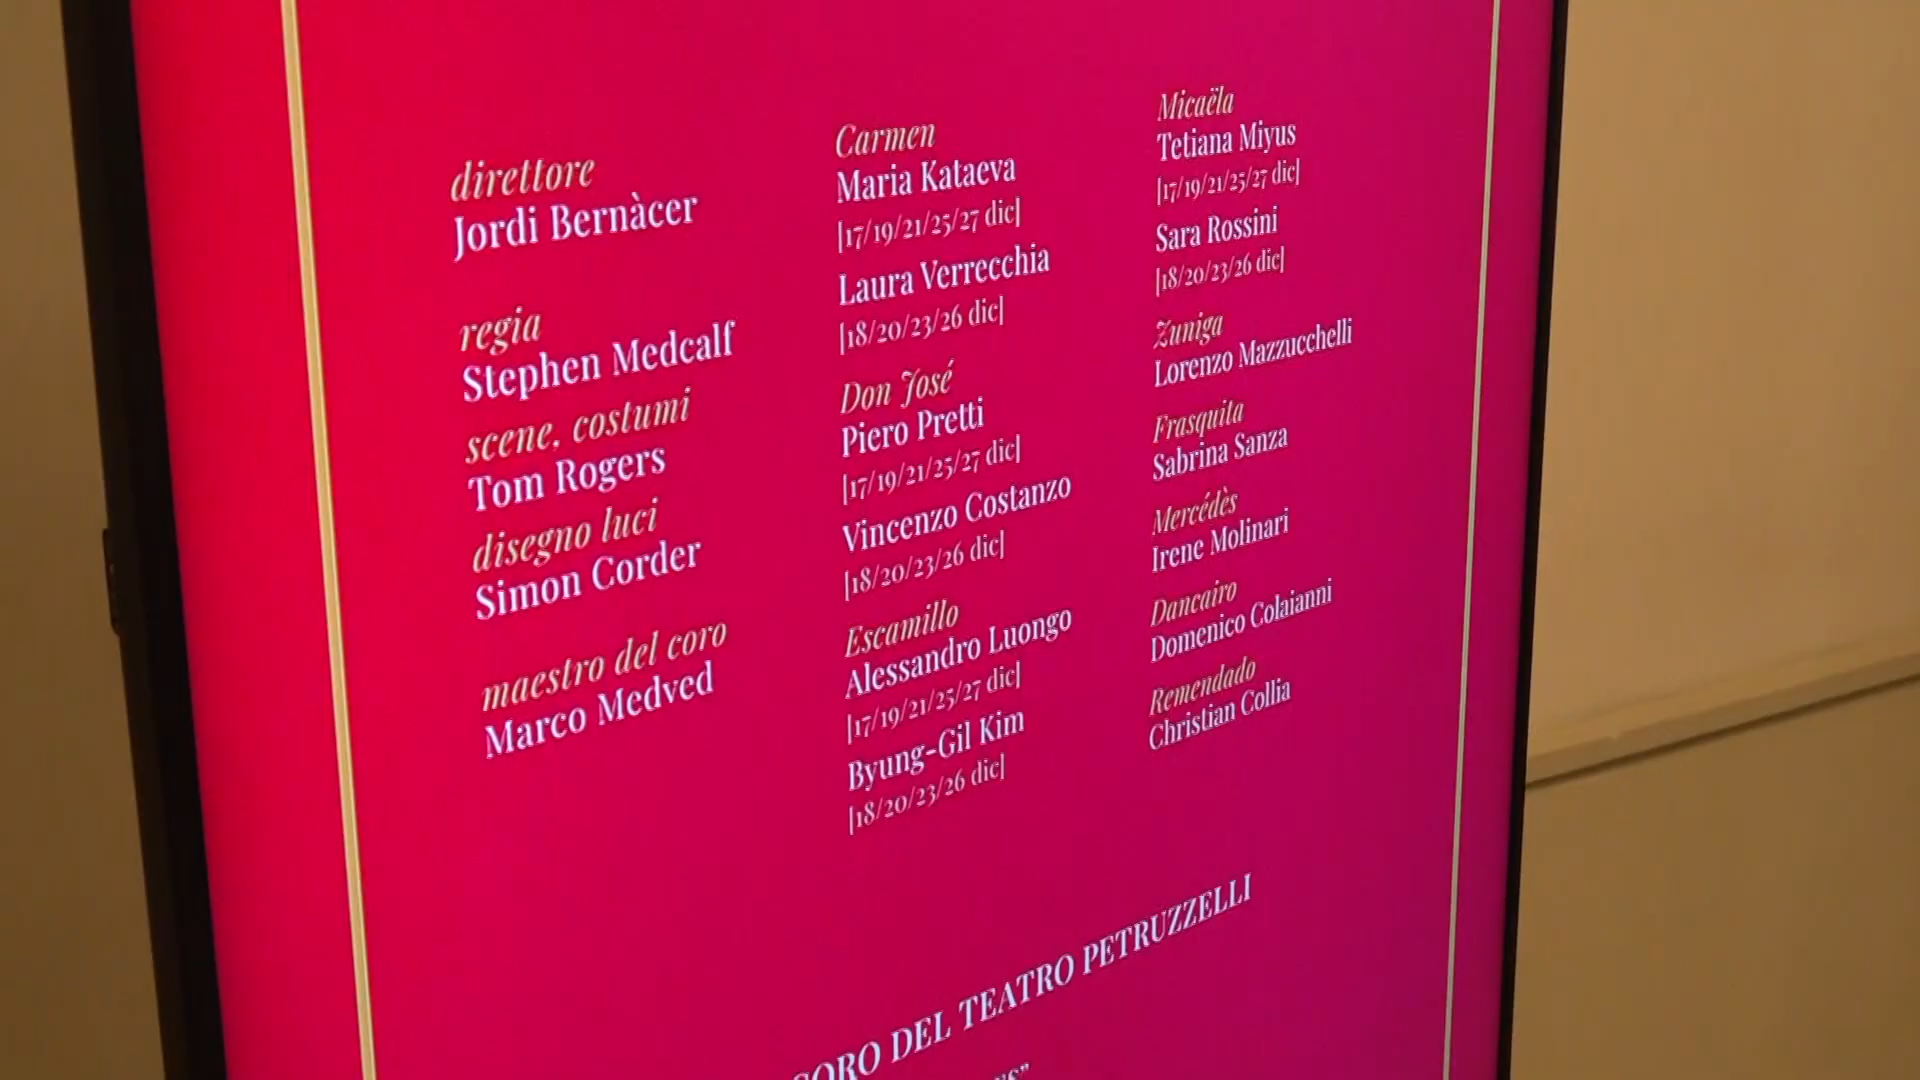 direttore
Jordi Bernàcer
regia
Stephen Medcalf
scene, costumi
Tom Rogers
disegno luci
Simon Corder
maestro del coro
Marco Medved
Carmen
Maria Kataeva
|17/19/21/25/27 dic|
Laura Verrecchia
|18/20/23/26 dic|
Don José
Piero Pretti
|17/19/21/25/27 dic|
Vincenzo Costanzo
|18/20/23/26 dic|
Escamillo
Alessandro Luongo
|17/19/21/25/27 dic|
Byung-Gil Kim
|18/20/23/26 dic|
Micaëla
Tetiana Miyus
|17/19/21/25/27 dic|
Sara Rossini
|18/20/23/26 dic|
Zuniga
Lorenzo Mazzucchelli
Frasquita
Sabrina Sanza
Mercédès
Irene Molinari
Dancairo
Domenico Colaianni
Remendado
Christian Collia
CORO DEL TEATRO PETRUZZELLI